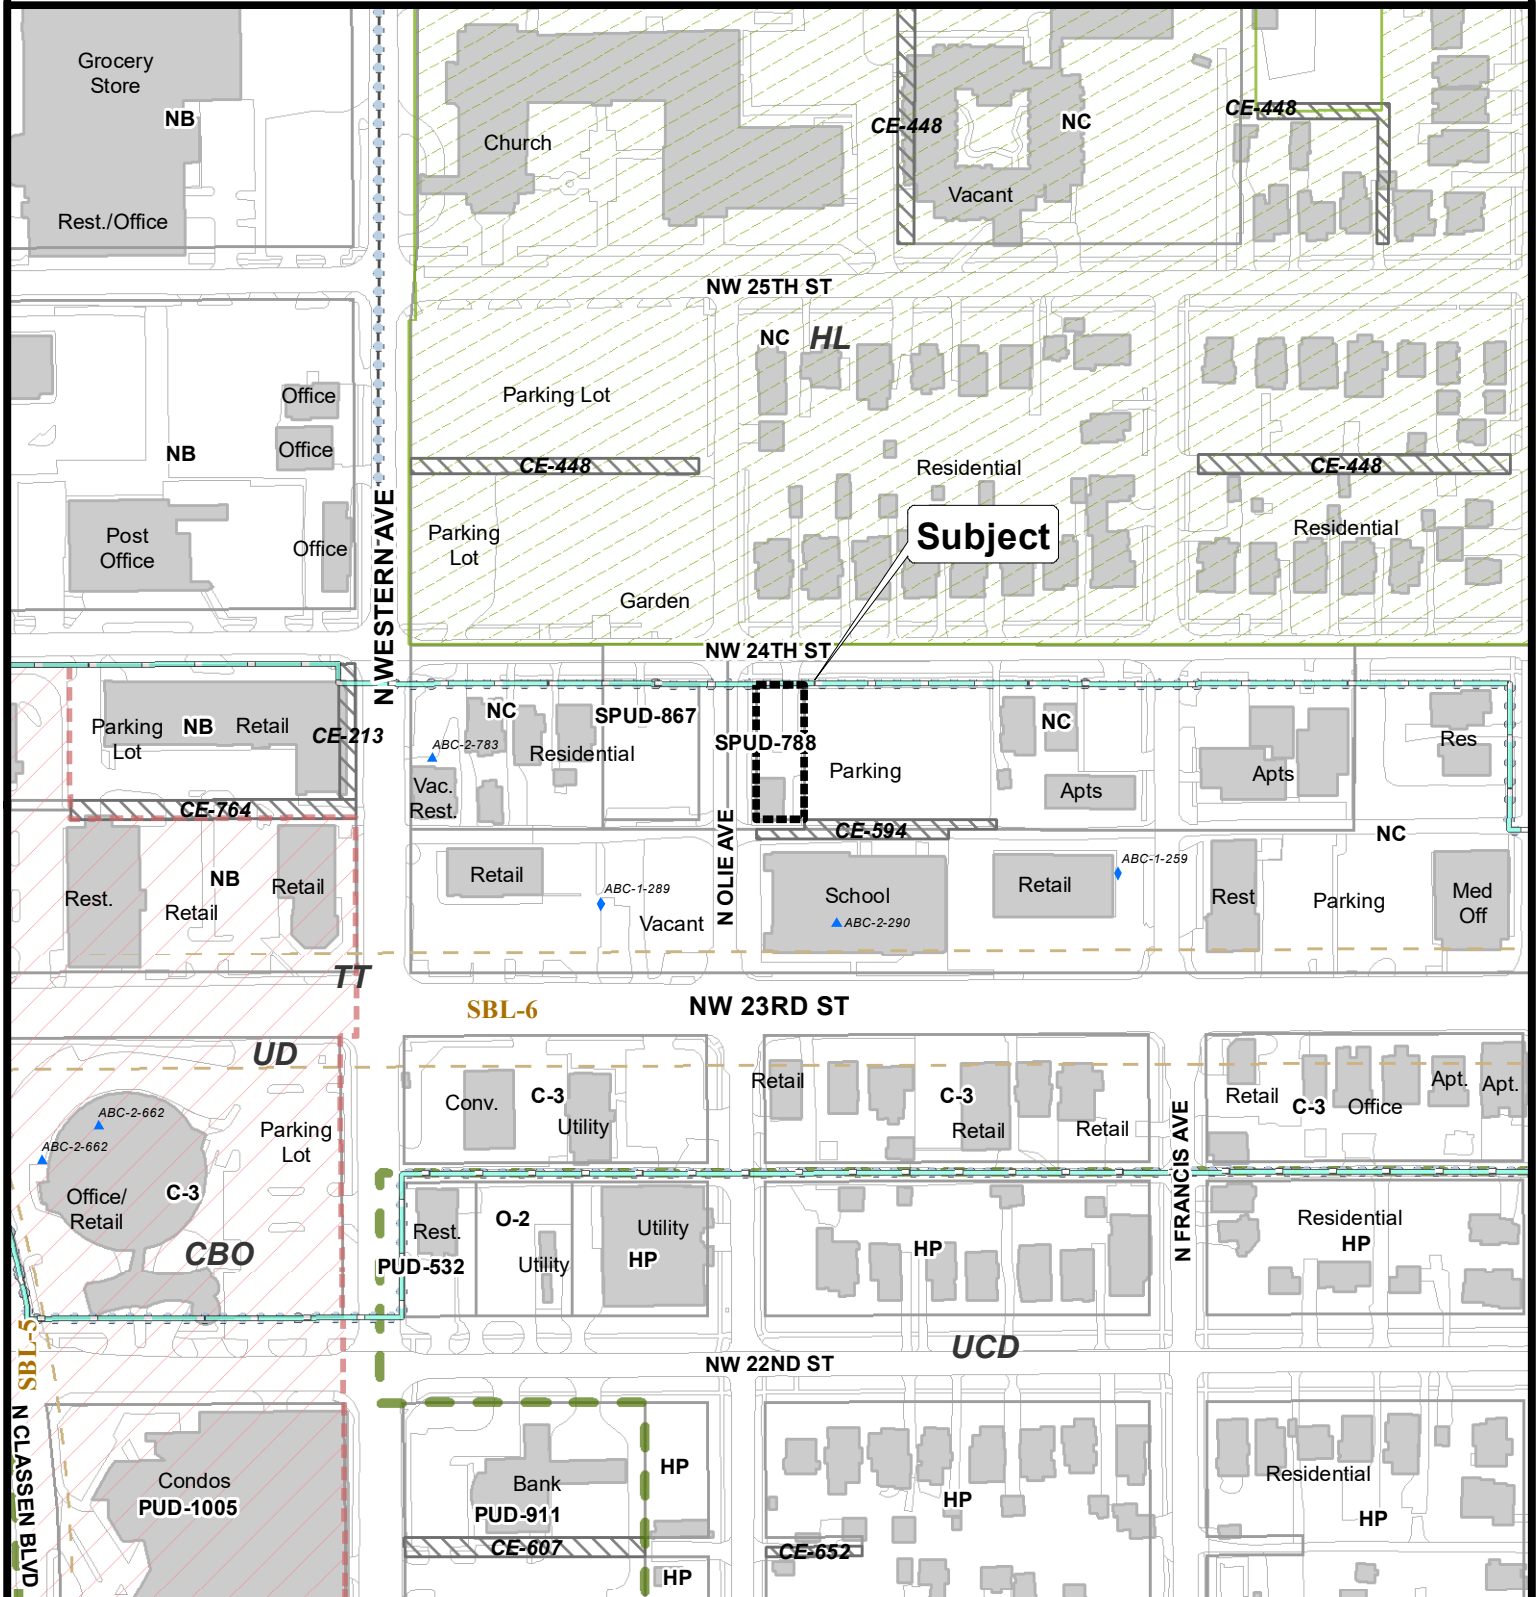 Grocery
Store
NB
Rest./Office
Church
CE-448
NC
Vacant
CE-448
NW 25TH ST
NC
HL
Office
Office
NB
Parking Lot
CE-448
Residential
CE-448
N WESTERN AVE
Post
Office
Office
Parking
Lot
Subject
Residential
Garden
NW 24TH ST
Parking
Lot
NB
Retail
CE-213
NC
SPUD-867
ABC-2-783
Residential
Vac.
Rest.
SPUD-788
Parking
NC
Apts
Apts
Res
CE-764
CE-594
NC
N OLIE AVE
Rest.
NB
Retail
Retail
Retail
ABC-1-289
Vacant
School
ABC-2-290
Retail
ABC-1-259
Rest
Parking
Med
Off
TT
SBL-6
NW 23RD ST
UD
Conv.
C-3
Utility
Retail
C-3
Retail
Retail
N FRANCIS AVE
Retail
C-3
Office
Apt.
Apt.
ABC-2-662
ABC-2-662
Parking
Lot
Office/
Retail
C-3
CBO
Rest.
O-2
Utility
Utility
HP
PUD-532
HP
Residential
HP
SBL-5
UCD
NW 22ND ST
N CLASSEN BLVD
Condos
PUD-1005
Bank
PUD-911
HP
CE-607
HP
HP
CE-652
Residential
HP